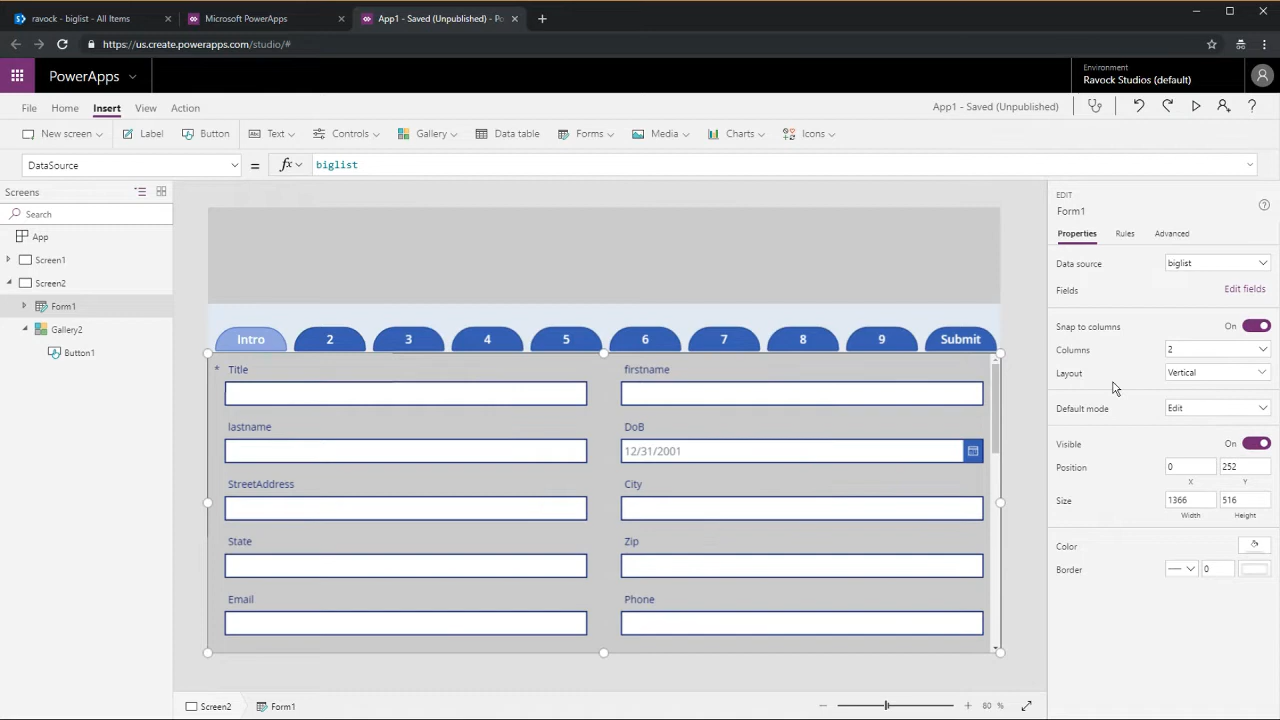 ravock - biglist - All Items
Microsoft PowerApps
App1 - Saved (Unpublished) - Po
https://us.create.powerapps.com/studio/#
PowerApps
Environment
Ravock Studios (default)
File Home Insert View Action
App1 - Saved (Unpublished)
New screen Label Button Text Controls Gallery Data table Forms Media Charts Icons
DataSource = fx biglist
Screens
Search
App
Screen1
Screen2
Form1
Gallery2
Button1
Intro 2 3 4 5 6 7 8 9 Submit
* Title firstname
lastname DoB
12/31/2001
StreetAddress City
State Zip
Email Phone
EDIT
Form1
Properties Rules Advanced
Data source biglist
Fields Edit fields
Snap to columns On
Columns 2
Layout Vertical
Default mode Edit
Visible On
Position 0 252
X Y
Size 1366 516
Width Height
Color
Border 0
Screen2 Form1
80 %